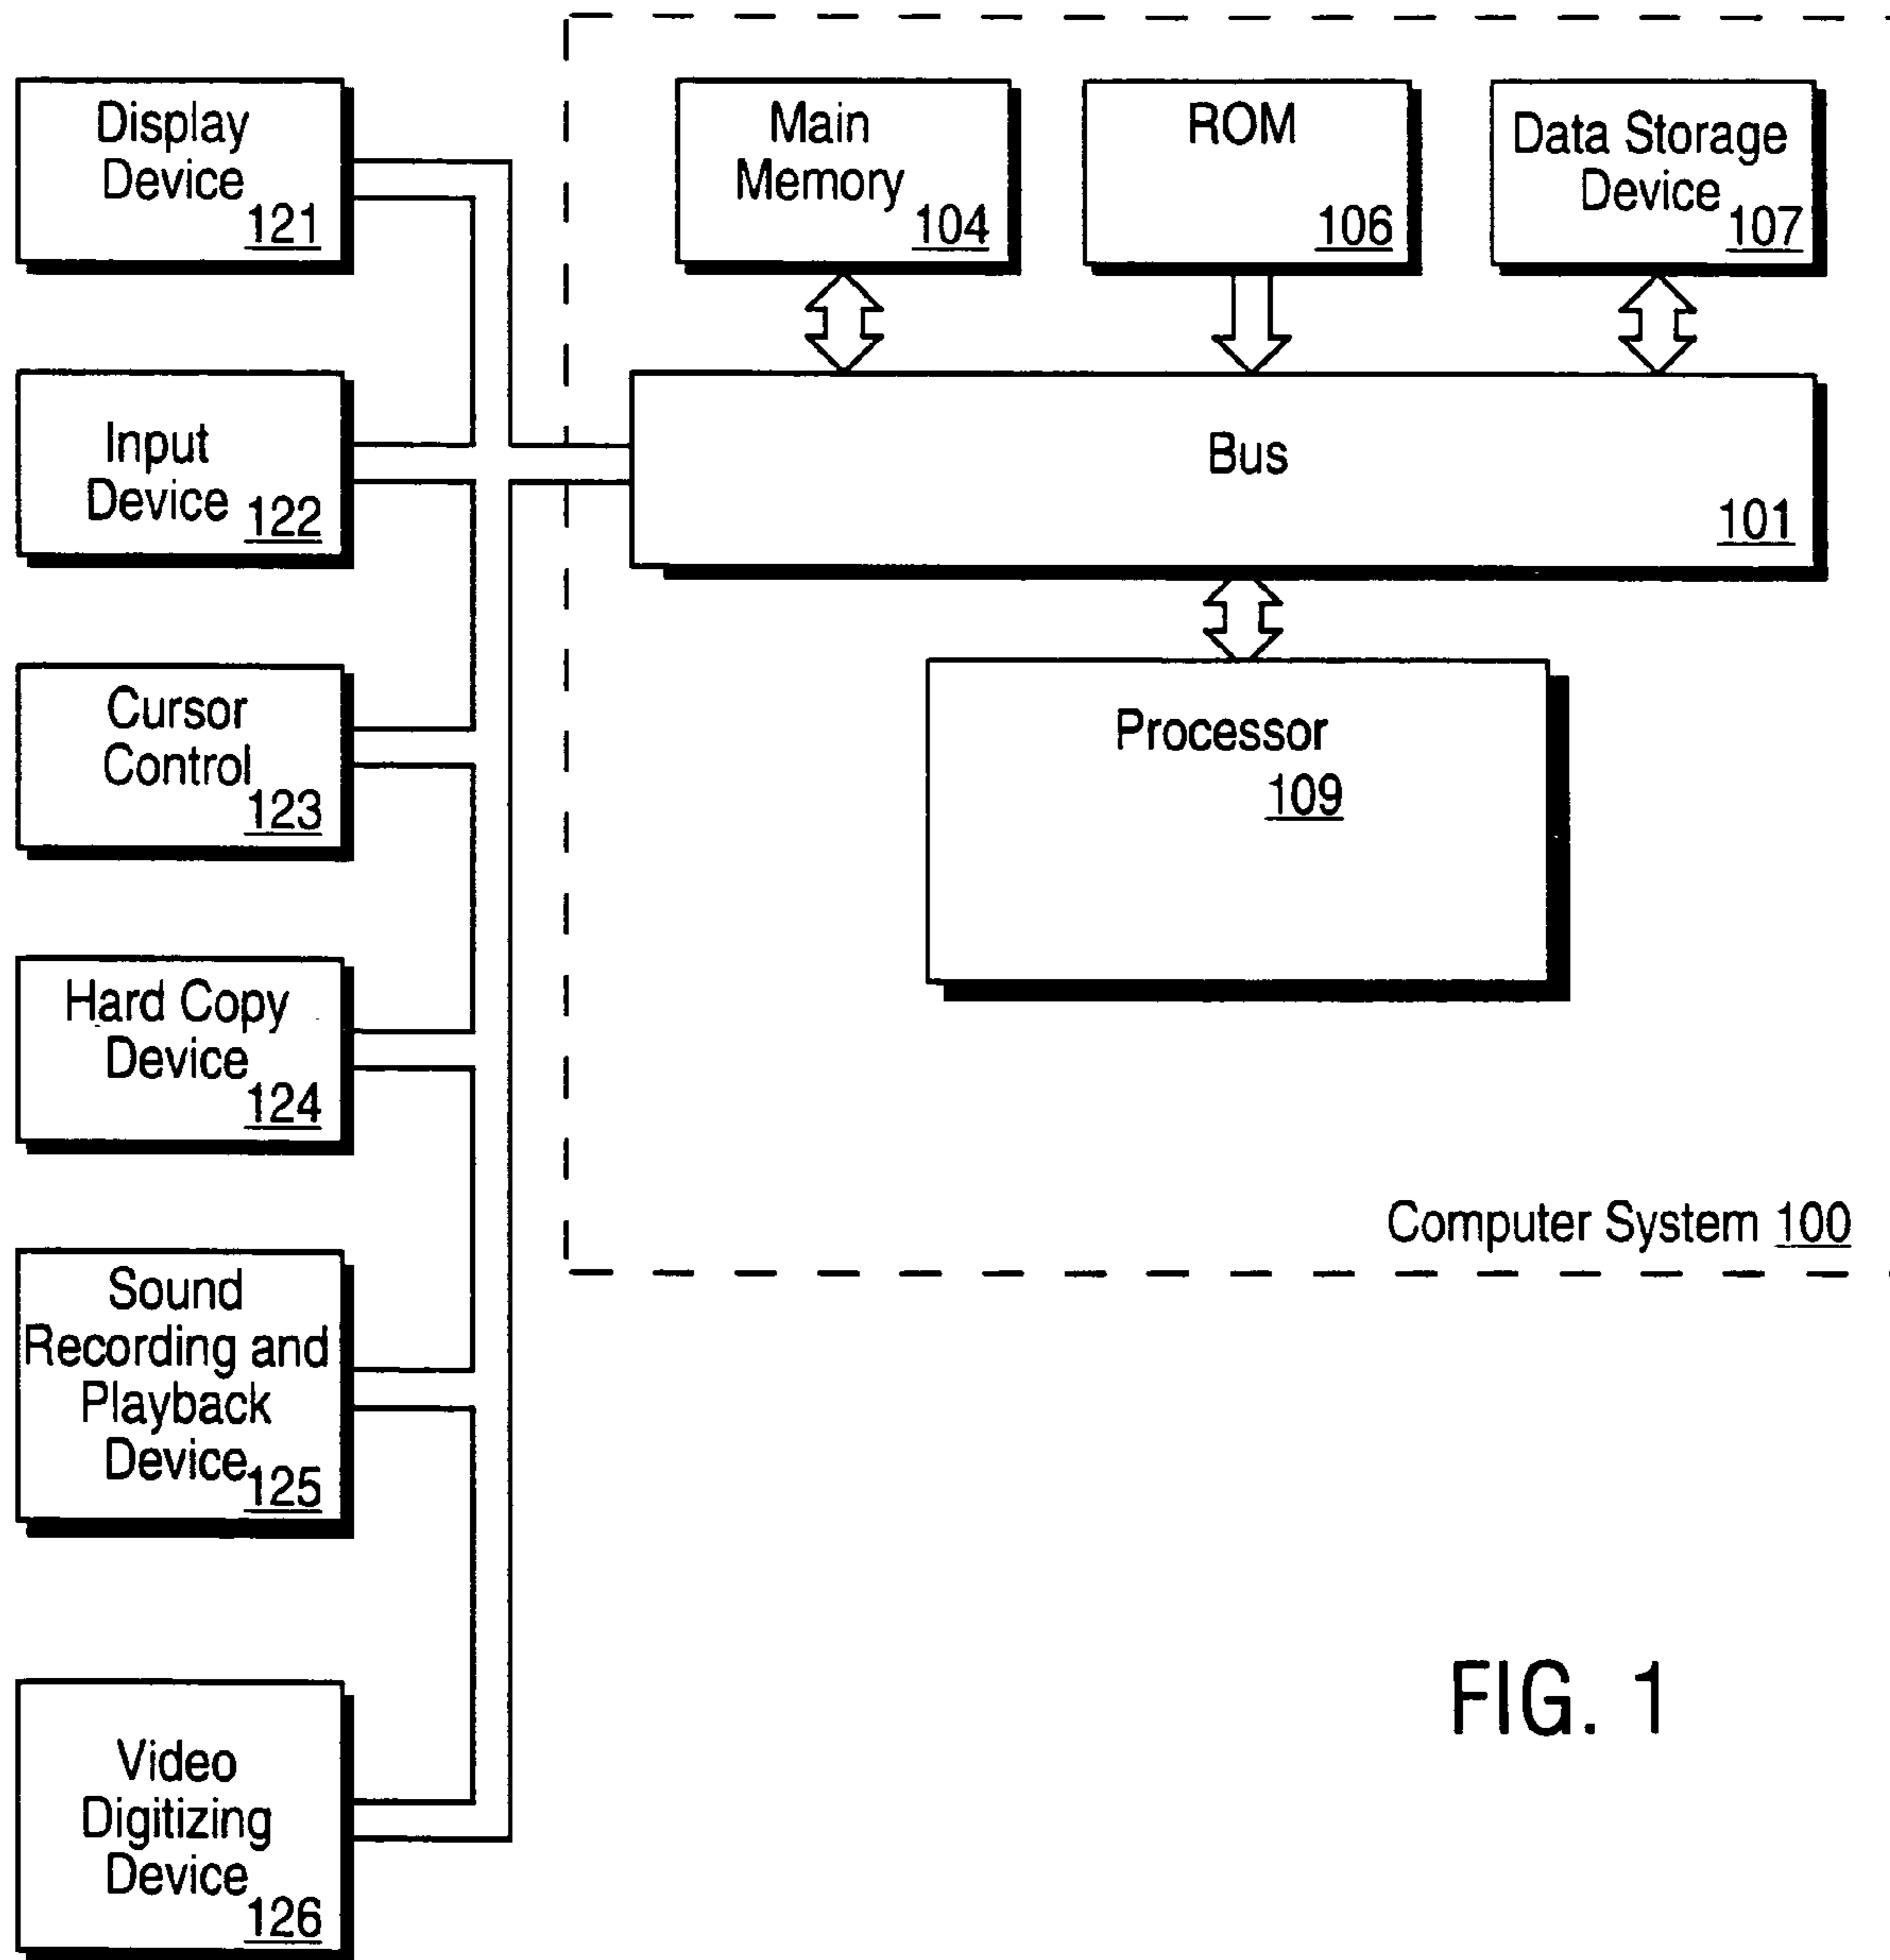 Display
Device
121
Input
Device
122
Cursor
Control
123
Hard Copy
Device
124
Sound
Recording and
Playback
Device
125
Video
Digitizing
Device
126
Main
Memory
104
ROM
106
Data Storage
Device
107
Bus
101
Processor
109
Computer System 100
FIG. 1